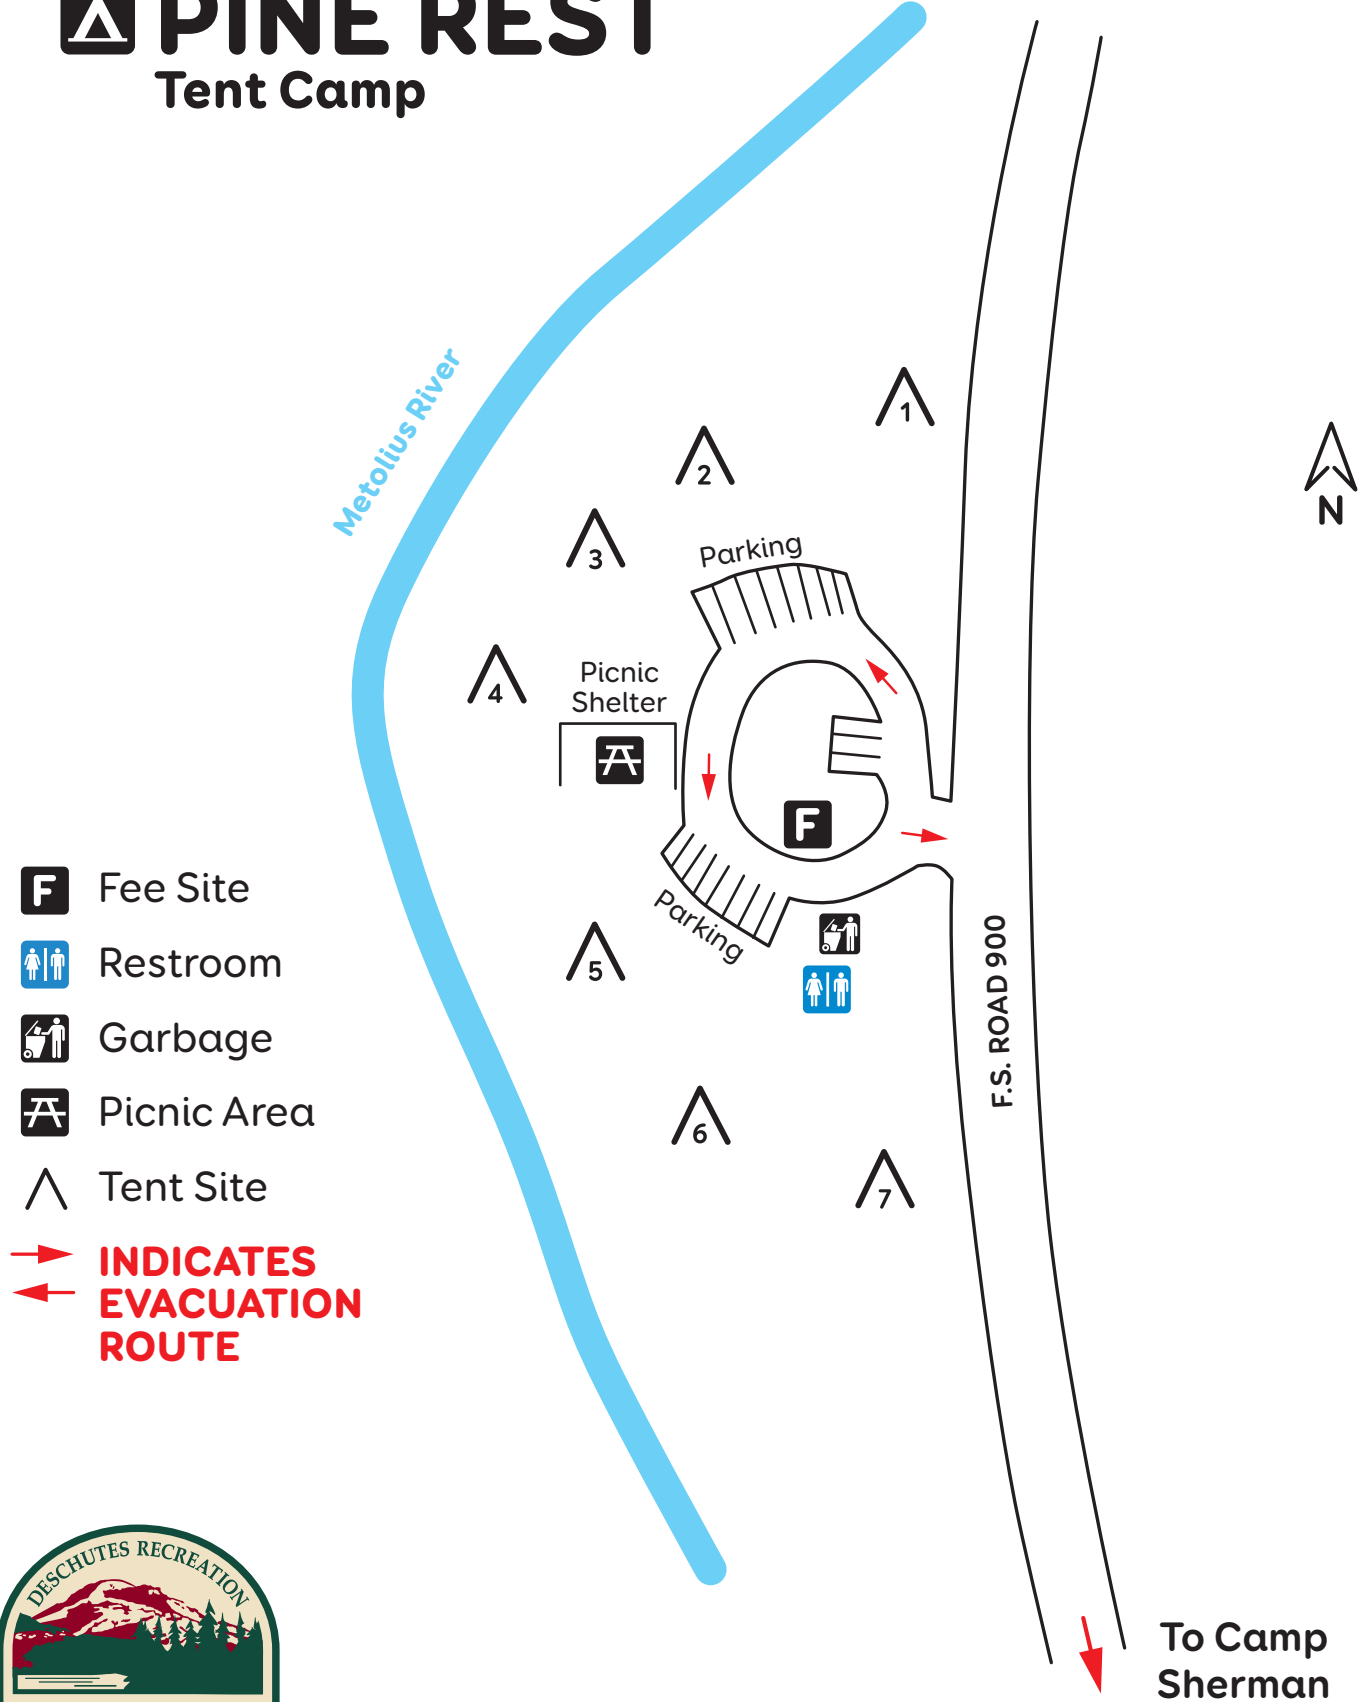 PINE REST
Tent Camp
Metolius River
1
2
3
Parking
4
Picnic
Shelter
F
Parking
5
6
7
F.S. ROAD 900
N
F Fee Site
Restroom
Garbage
Picnic Area
Tent Site
INDICATES
EVACUATION
ROUTE
DESCHUTES RECREATION
To Camp
Sherman